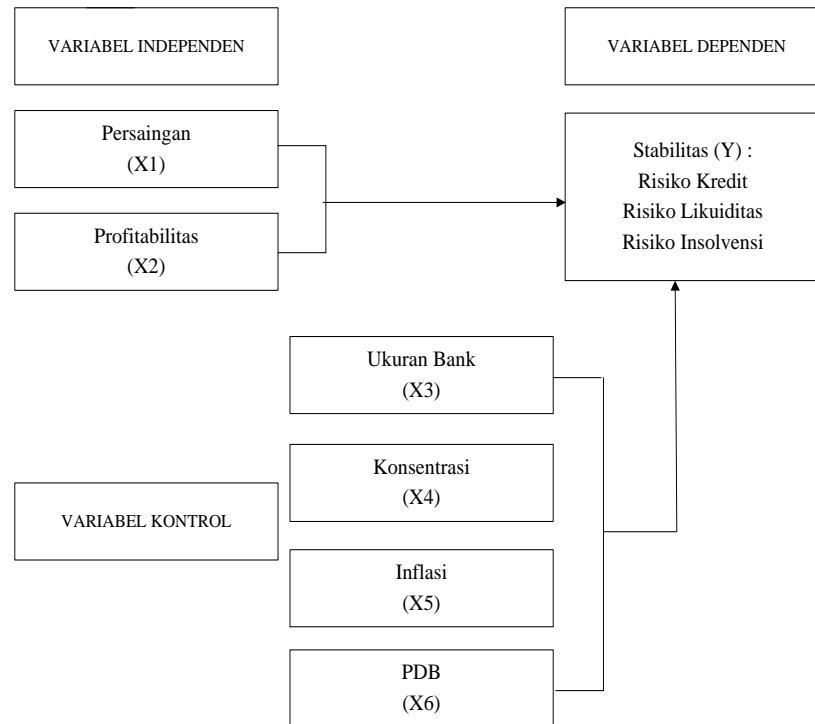 VARIABEL INDEPENDEN
VARIABEL DEPENDEN
Persaingan
(X1)
Profitabilitas
(X2)
Stabilitas (Y) :
Risiko Kredit
Risiko Likuiditas
Risiko Insolvensi
Ukuran Bank
(X3)
Konsentrasi
(X4)
VARIABEL KONTROL
Inflasi
(X5)
PDB
(X6)